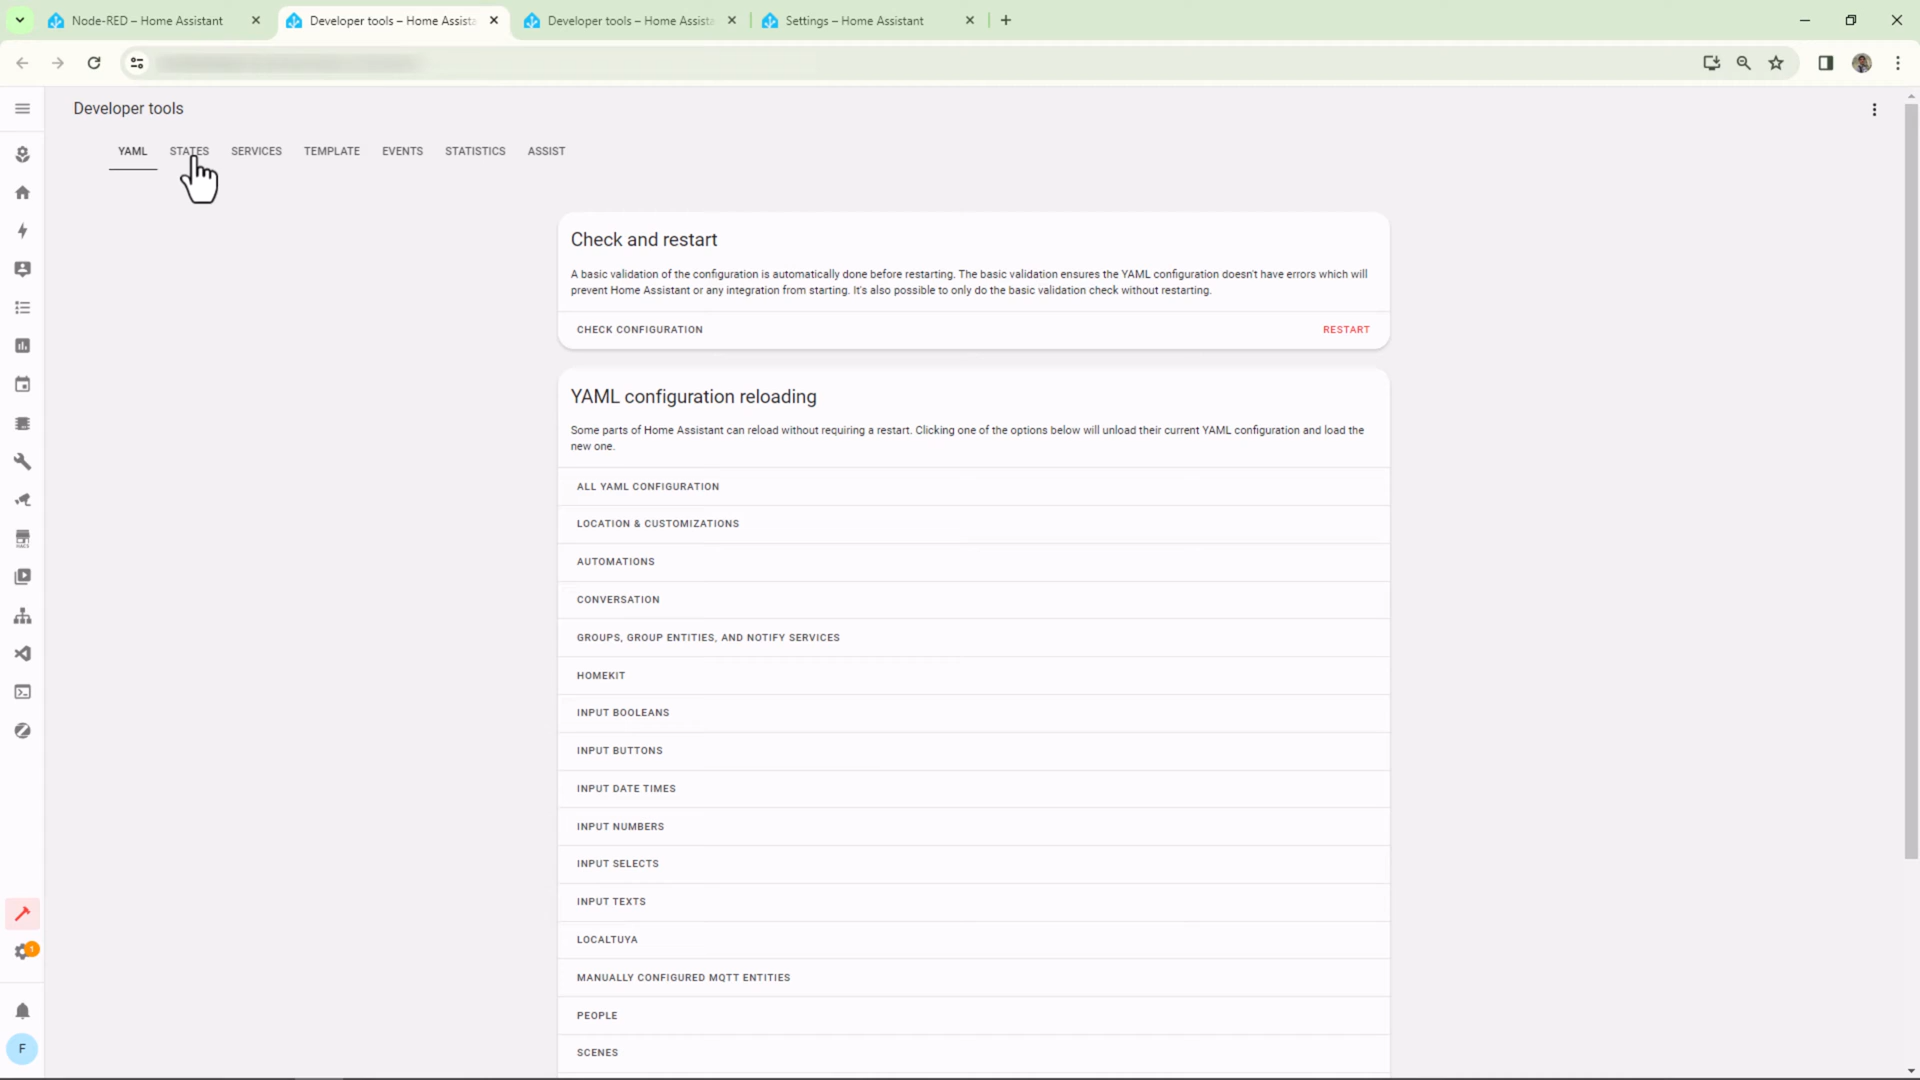 Node-RED – Home Assistant
Developer tools – Home Assista
Developer tools – Home Assista
Settings – Home Assistant
Developer tools
YAML
STATES
SERVICES
TEMPLATE
EVENTS
STATISTICS
ASSIST
Check and restart
A basic validation of the configuration is automatically done before restarting. The basic validation ensures the YAML configuration doesn't have errors which will
prevent Home Assistant or any integration from starting. It's also possible to only do the basic validation check without restarting.
CHECK CONFIGURATION
RESTART
YAML configuration reloading
Some parts of Home Assistant can reload without requiring a restart. Clicking one of the options below will unload their current YAML configuration and load the
new one.
ALL YAML CONFIGURATION
LOCATION & CUSTOMIZATIONS
AUTOMATIONS
CONVERSATION
GROUPS, GROUP ENTITIES, AND NOTIFY SERVICES
HOMEKIT
INPUT BOOLEANS
INPUT BUTTONS
INPUT DATE TIMES
INPUT NUMBERS
INPUT SELECTS
INPUT TEXTS
LOCALTUYA
MANUALLY CONFIGURED MQTT ENTITIES
PEOPLE
SCENES
HACS
1
F